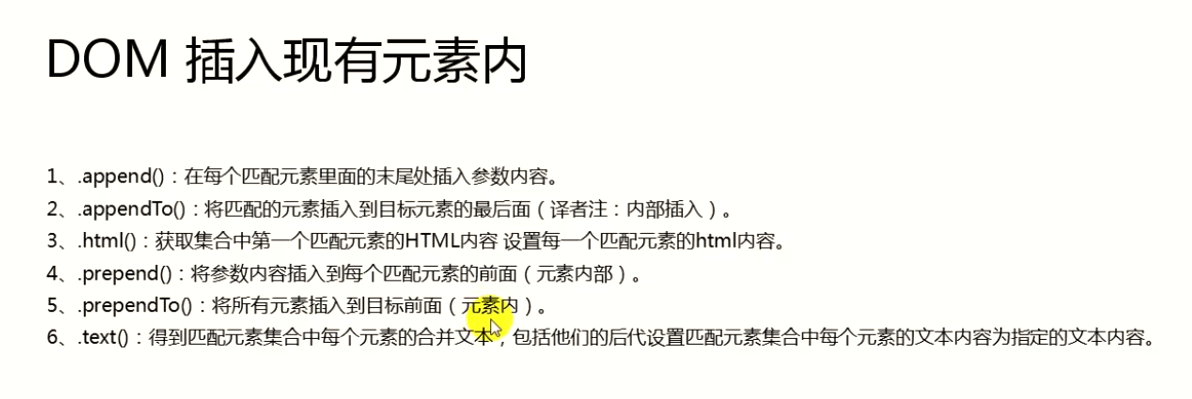 DOM 插入现有元素内
1、.append()：在每个匹配元素里面的末尾处插入参数内容。
2、.appendTo()：将匹配的元素插入到目标元素的最后面（译者注：内部插入）。
3、.html()：获取集合中第一个匹配元素的HTML内容 设置每一个匹配元素的html内容。
4、.prepend()：将参数内容插入到每个匹配元素的前面（元素内部）。
5、.prependTo()：将所有元素插入到目标前面（元素内）。
6、.text()：得到匹配元素集合中每个元素的合并文本，包括他们的后代设置匹配元素集合中每个元素的文本内容为指定的文本内容。